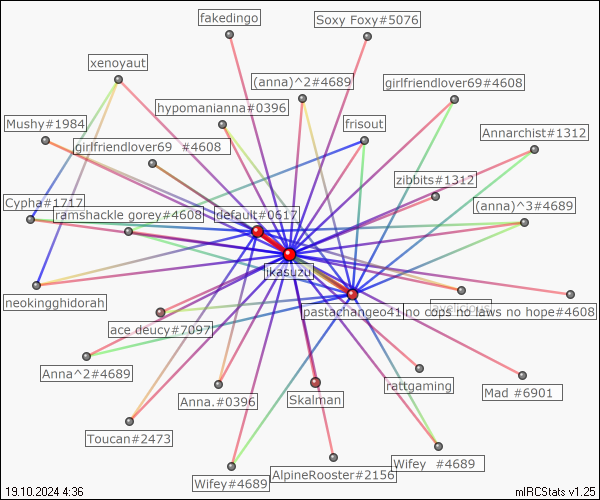 fakedingo
Soxy Foxy#5076
xenoyaut
(anna)^2#4689
girlfriendlover69#4608
hypomanianna#0396
Mushy#1984
frisout
Annarchist#1312
girlfriendlover69 #4608
zibbits#1312
Cypha#1717
ramshackle gorey#4608
default#0617
(anna)^3#4689
ikasuzu
neokingghidorah
pastachangeo41
no cops no laws no hope#4608
ace deucy#7097
Anna^2#4689
rattgaming
Mad #6901
Anna.#0396
Skalman
Toucan#2473
Wifey #4689
AlpineRooster#2156
Wifey#4689
19.10.2024 4:36
mIRCStats v1.25